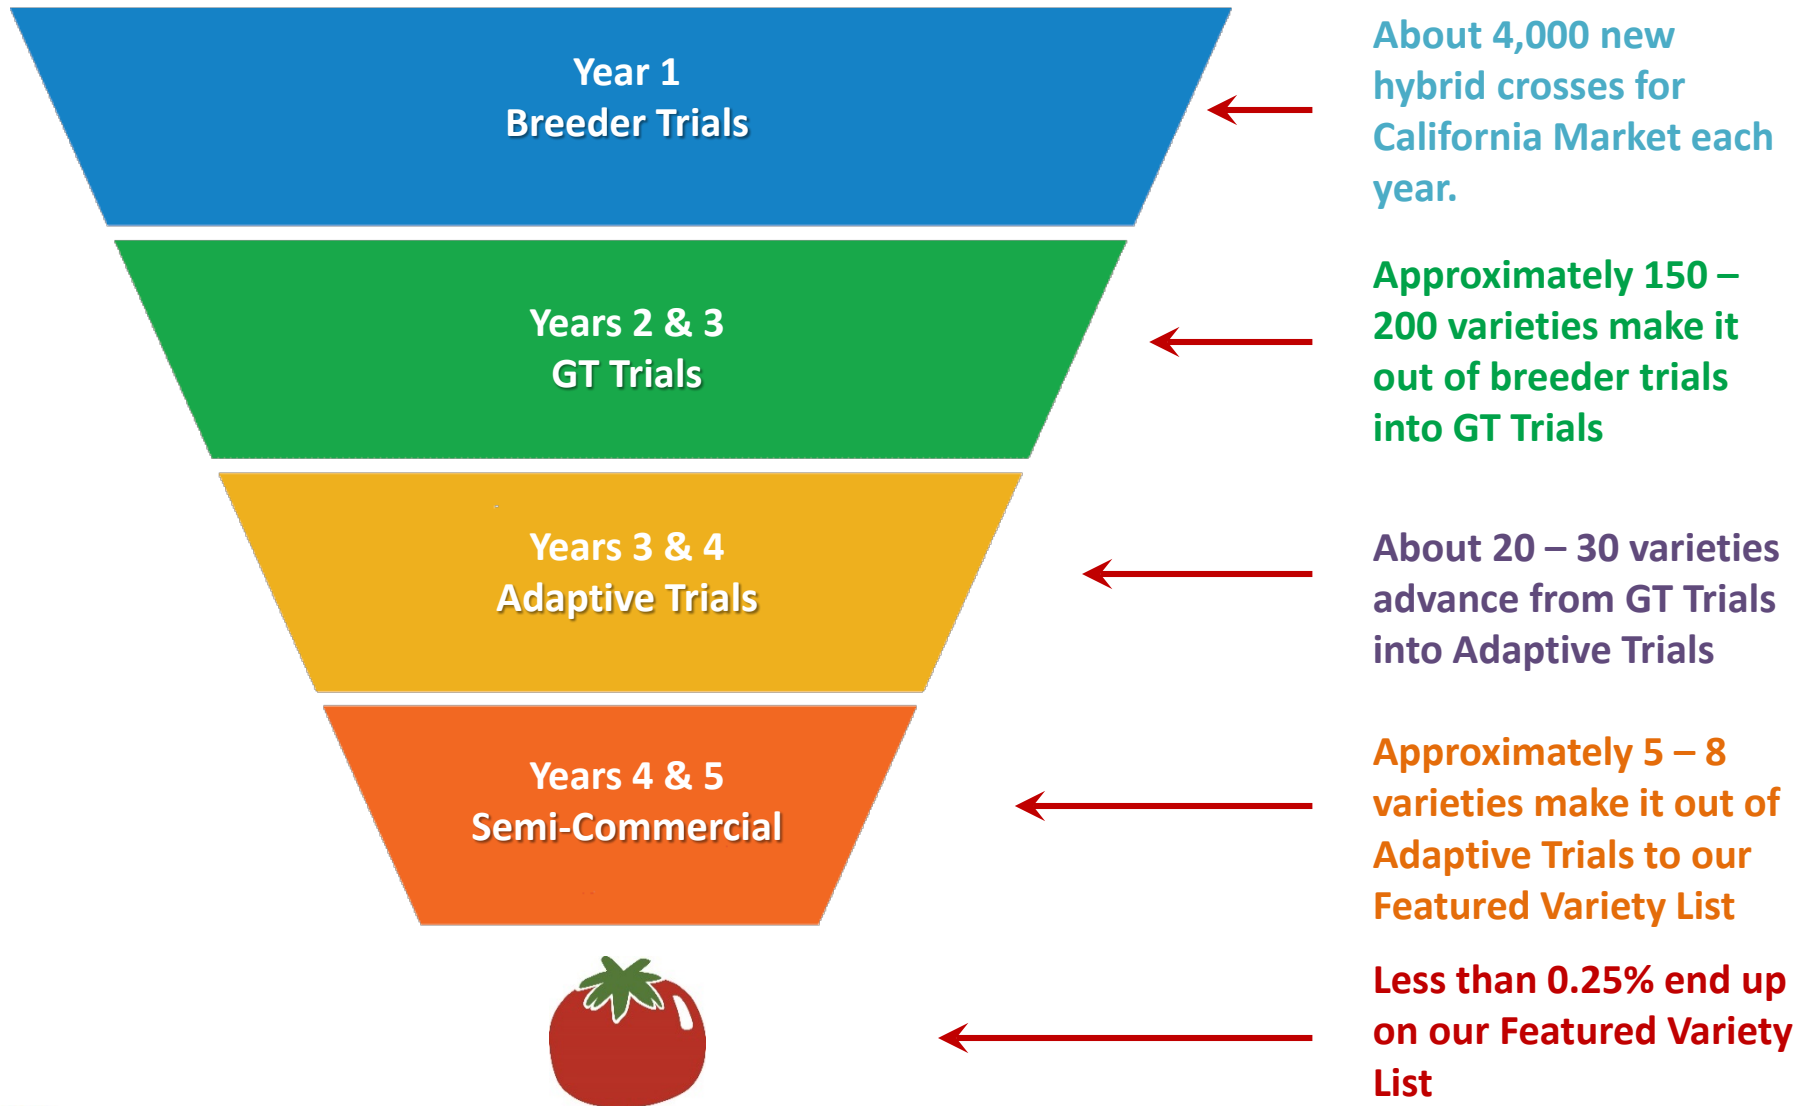 Year 1
Breeder Trials
About 4,000 new
hybrid crosses for
California Market each
year.
Years 2 & 3
GT Trials
Approximately 150 –
200 varieties make it
out of breeder trials
into GT Trials
Years 3 & 4
Adaptive Trials
About 20 – 30 varieties
advance from GT Trials
into Adaptive Trials
Years 4 & 5
Semi-Commercial
Approximately 5 – 8
varieties make it out of
Adaptive Trials to our
Featured Variety List
Less than 0.25% end up
on our Featured Variety
List